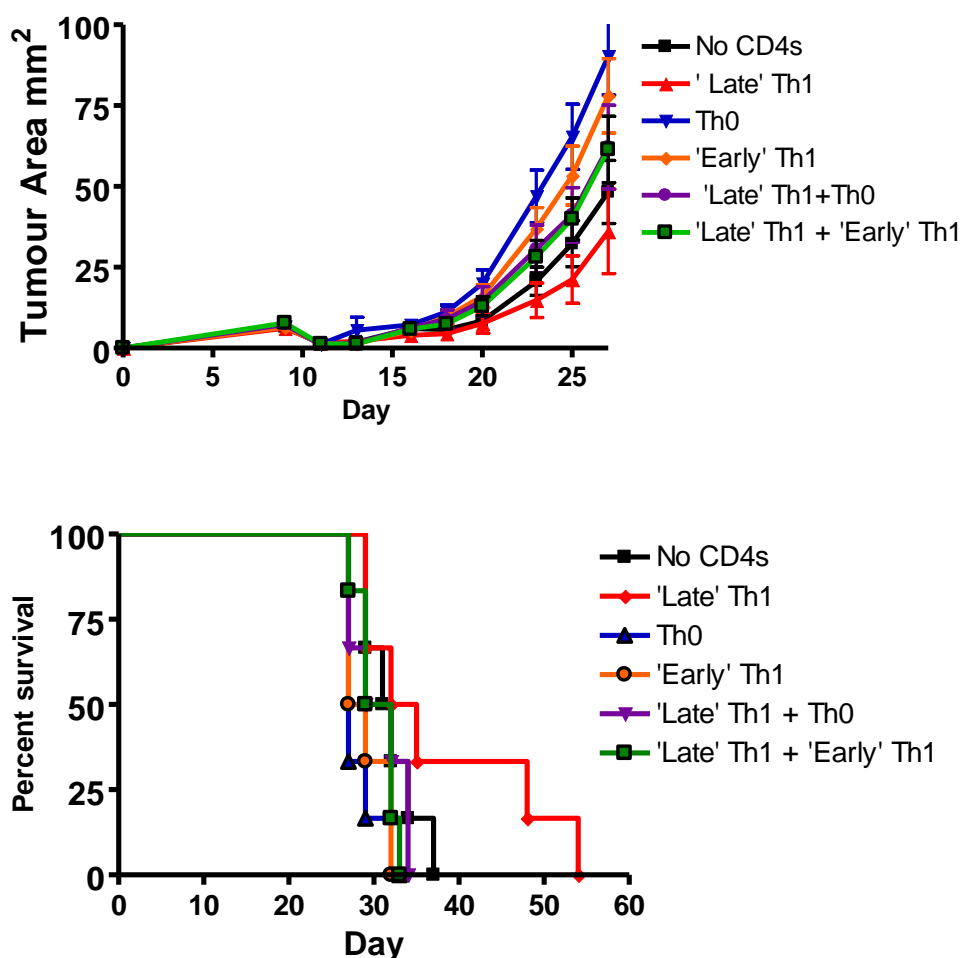 Tumour Area mm2
100
75
50
25
0
0 5 10 15 20 25
Day
No CD4s
' Late' Th1
Th0
'Early' Th1
'Late' Th1+Th0
'Late' Th1 + 'Early' Th1
Percent survival
100
75
50
25
0
0 10 20 30 40 50 60
Day
No CD4s
'Late' Th1
Th0
'Early' Th1
'Late' Th1 + Th0
'Late' Th1 + 'Early' Th1